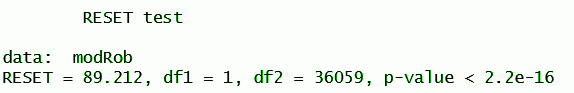 RESET test
data:  modRob
RESET = 89.212, df1 = 1, df2 = 36059, p-value < 2.2e-16